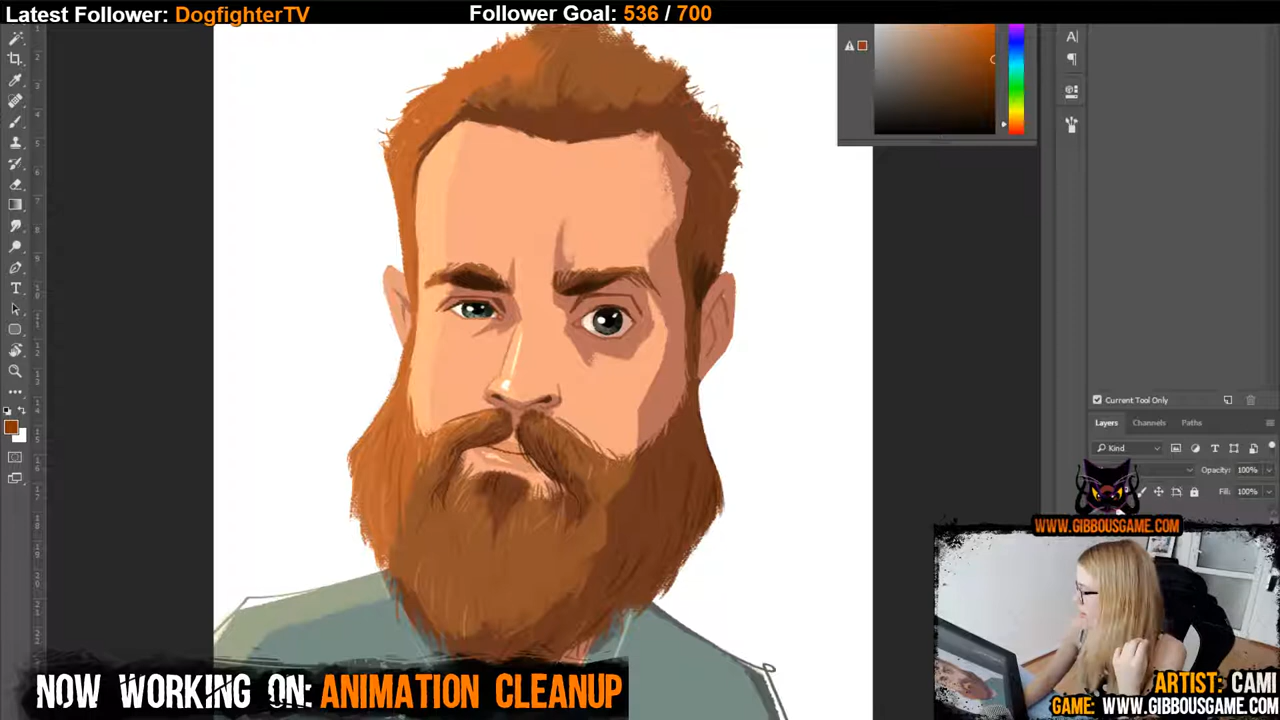 Latest Follower: DogfighterTV
Follower Goal: 536 / 700
Current Tool Only
Layers Channels Paths
Kind
Opacity: 100%
Fill: 100%
WWW.GIBBOUSGAME.COM
NOW WORKING ON: ANIMATION CLEANUP
ARTIST: CAMI
GAME: WWW.GIBBOUSGAME.COM